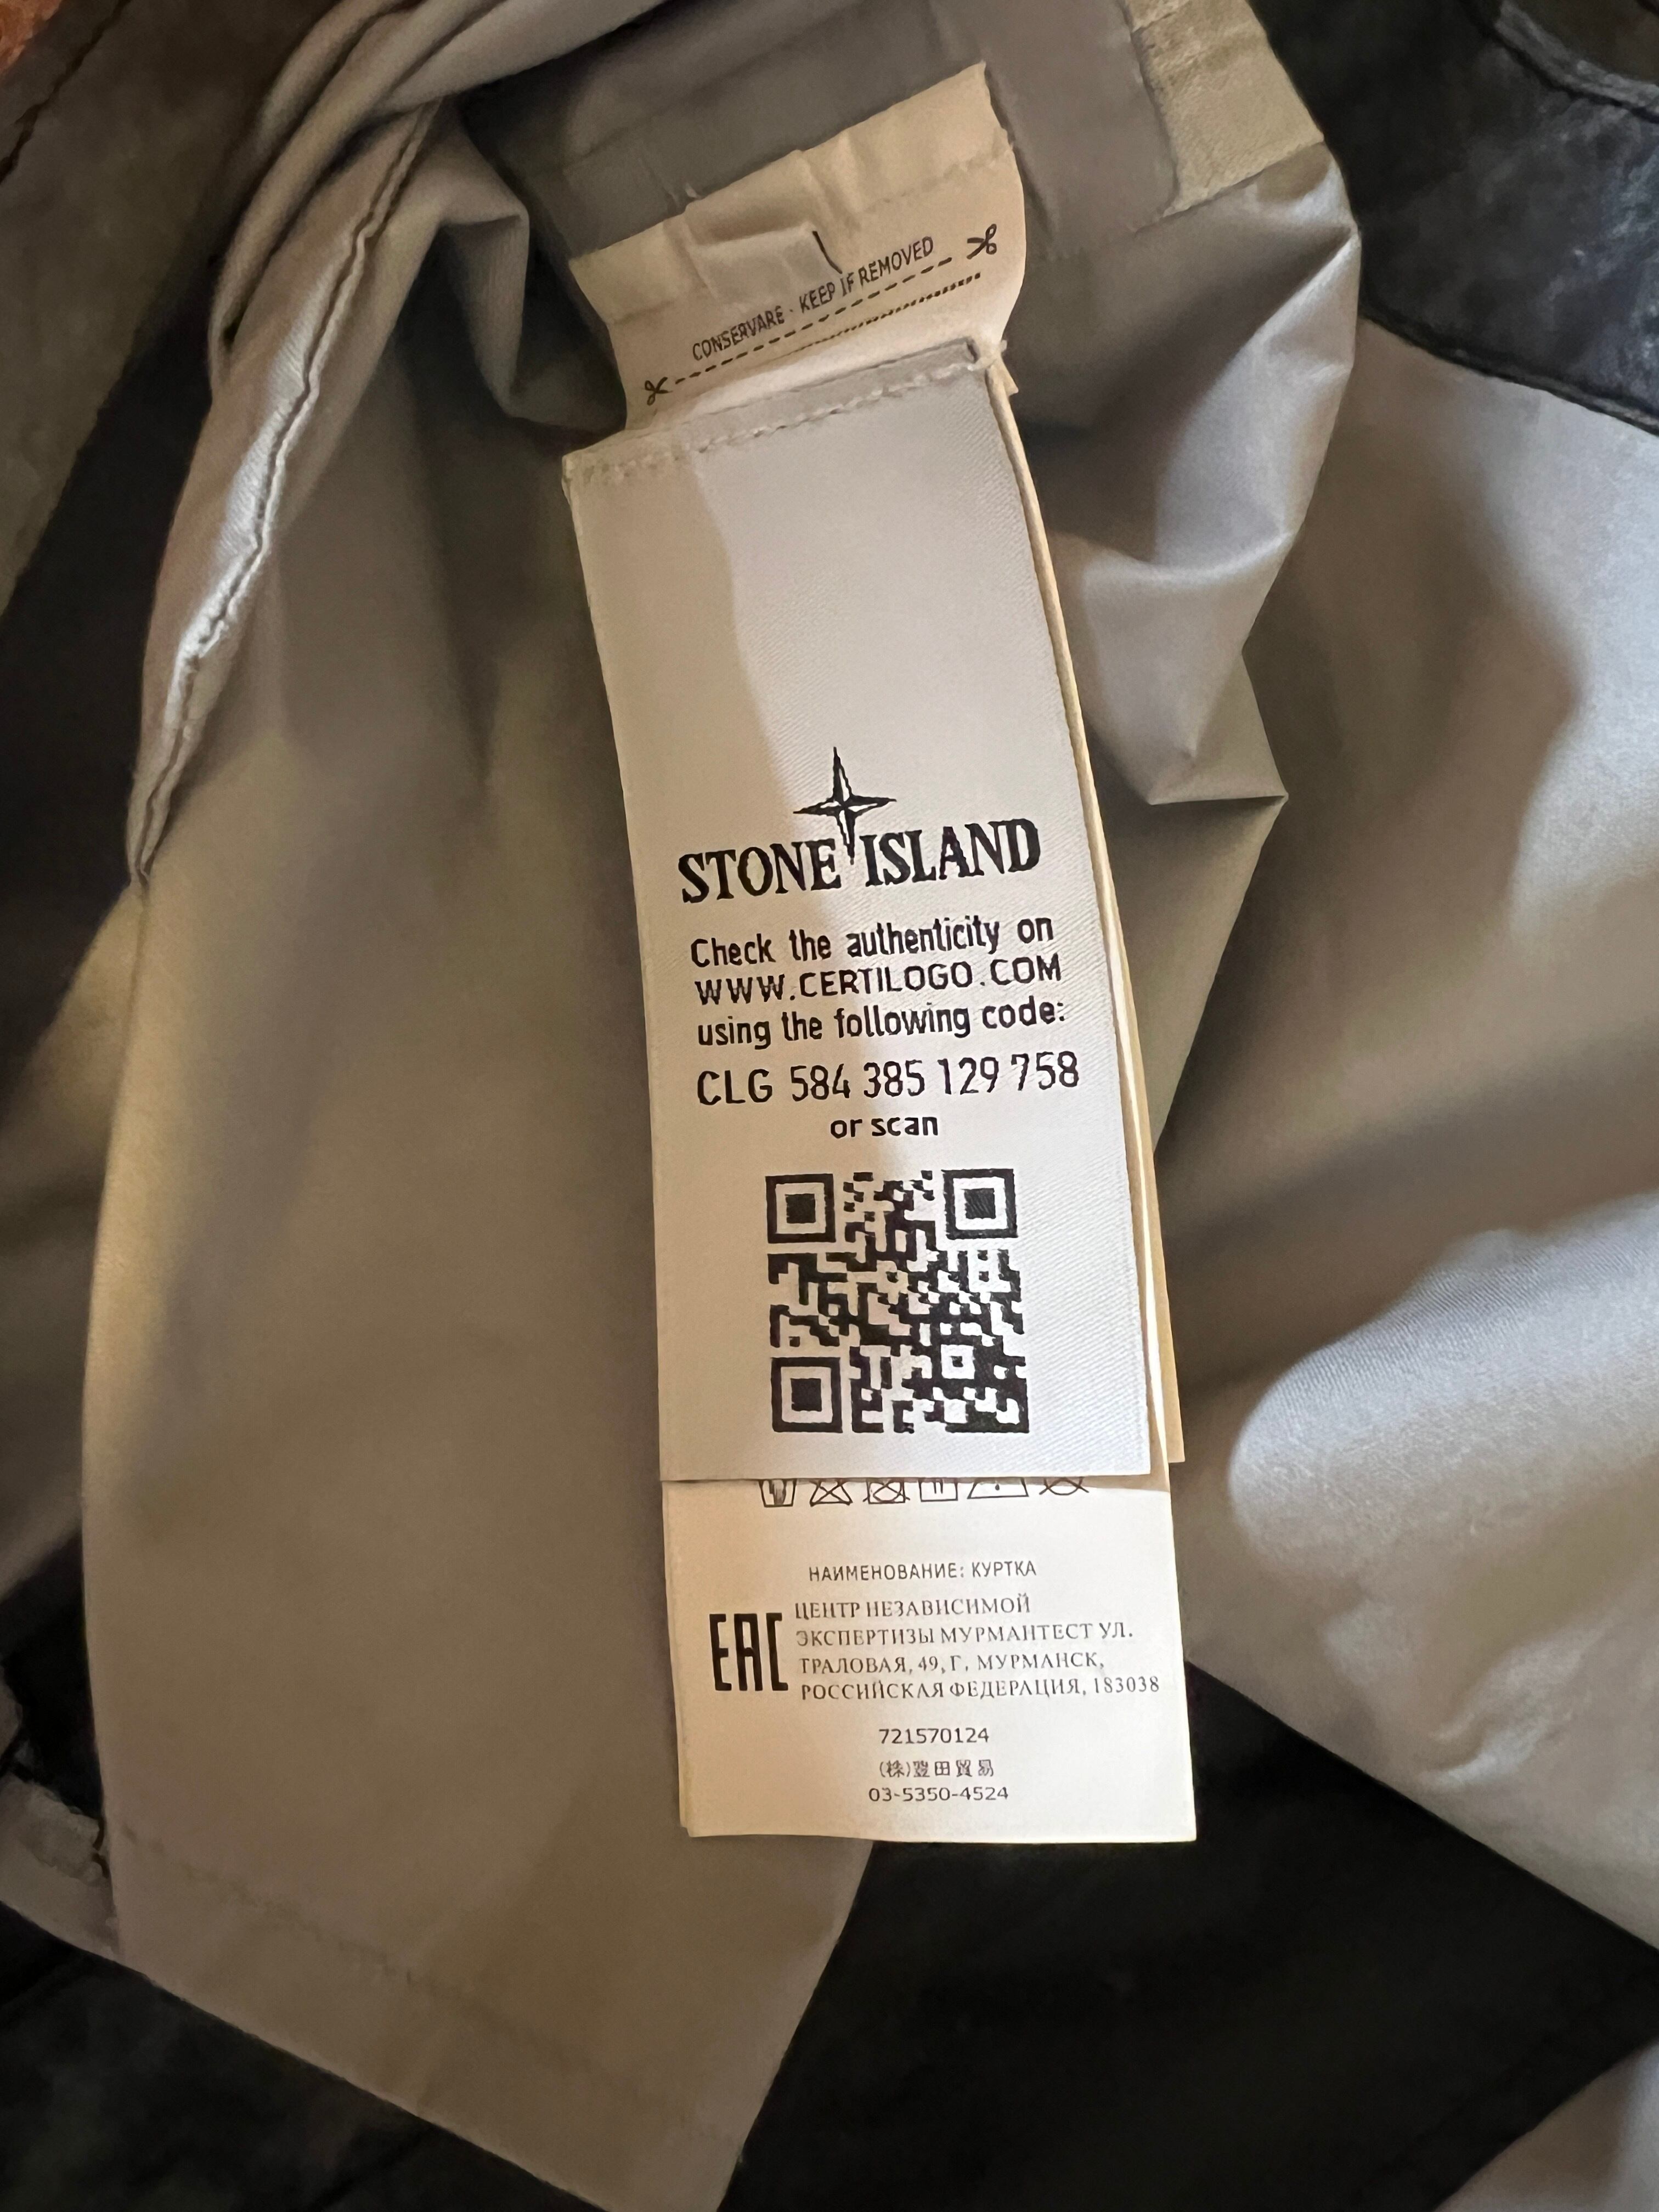 CONSERVARE - KEEP IF REMOVED
STONE ISLAND
Check the authenticity on
WWW.CERTILOGO.COM
using the following code:
CLG 584 385 129 758
or scan
НАИМЕНОВАНИЕ: КУРТКА
EAC
ЦЕНТР НЕЗАВИСИМОЙ
ЭКСПЕРТИЗЫ МУРМАНТЕСТ УЛ.
ТРАЛОВАЯ, 49, Г. МУРМАНСК,
РОССИЙСКАЯ ФЕДЕРАЦИЯ, 183038
721570124
(株)豊田貿易
03-5350-4524